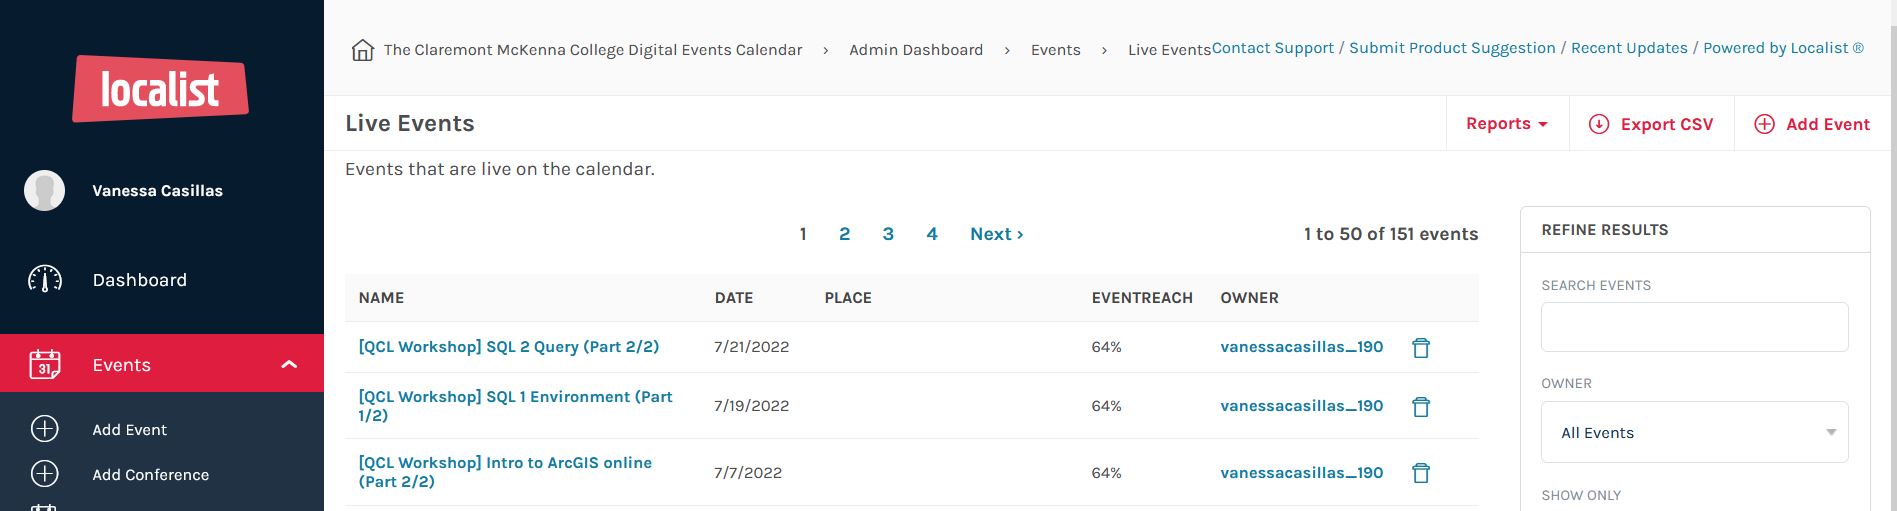 localist
Vanessa Casillas
Dashboard
31
Events
Add Event
Add Conference
The Claremont McKenna College Digital Events Calendar › Admin Dashboard › Events › Live Events
Contact Support / Submit Product Suggestion / Recent Updates / Powered by Localist ®
Live Events
Reports
Export CSV
Add Event
Events that are live on the calendar.
1 2 3 4 Next ›
1 to 50 of 151 events
NAME DATE PLACE EVENTREACH OWNER
[QCL Workshop] SQL 2 Query (Part 2/2) 7/21/2022 64% vanessacasillas_190
[QCL Workshop] SQL 1 Environment (Part
1/2)
7/19/2022 64% vanessacasillas_190
[QCL Workshop] Intro to ArcGIS online
(Part 2/2)
7/7/2022 64% vanessacasillas_190
REFINE RESULTS
SEARCH EVENTS
OWNER
All Events
SHOW ONLY